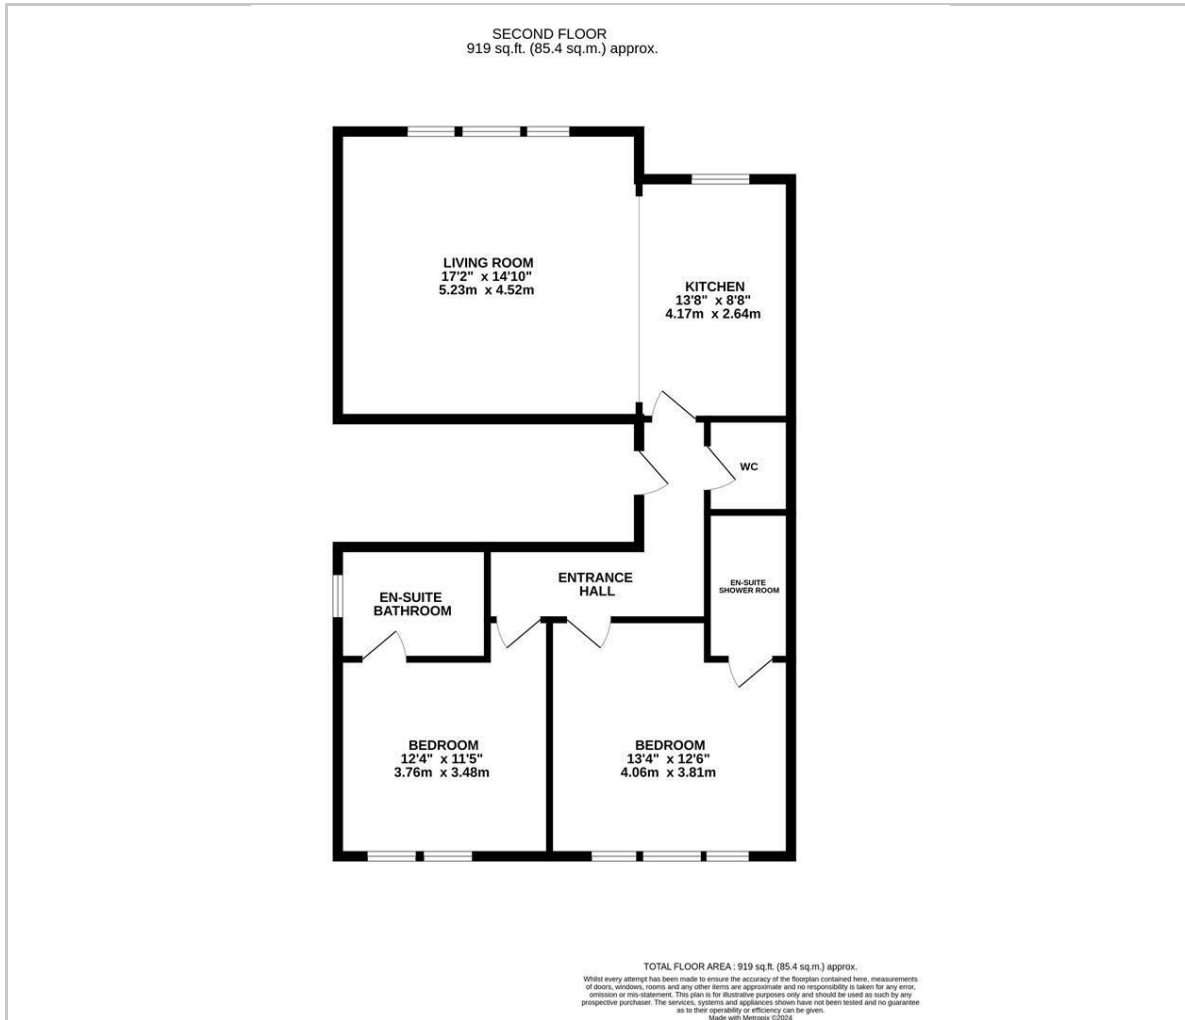 SECOND FLOOR
919 sq.ft. (85.4 sq.m.) approx.
LIVING ROOM
17'2" x 14'10"
5.23m x 4.52m
KITCHEN
13'8" x 8'8"
4.17m x 2.64m
WC
EN-SUITE
SHOWER ROOM
ENTRANCE
HALL
EN-SUITE
BATHROOM
BEDROOM
12'4" x 11'5"
3.76m x 3.48m
BEDROOM
13'4" x 12'6"
4.06m x 3.81m
TOTAL FLOOR AREA : 919 sq.ft. (85.4 sq.m.) approx.
Whilst every attempt has been made to ensure the accuracy of the floorplan contained here, measurements
of doors, windows, rooms and any other items are approximate and no responsibility is taken for any error,
omission or mis-statement. This plan is for illustrative purposes only and should be used as such by any
prospective purchaser. The services, systems and appliances shown have not been tested and no guarantee
as to their operability or efficiency can be given.
Made with Metropix ©2024